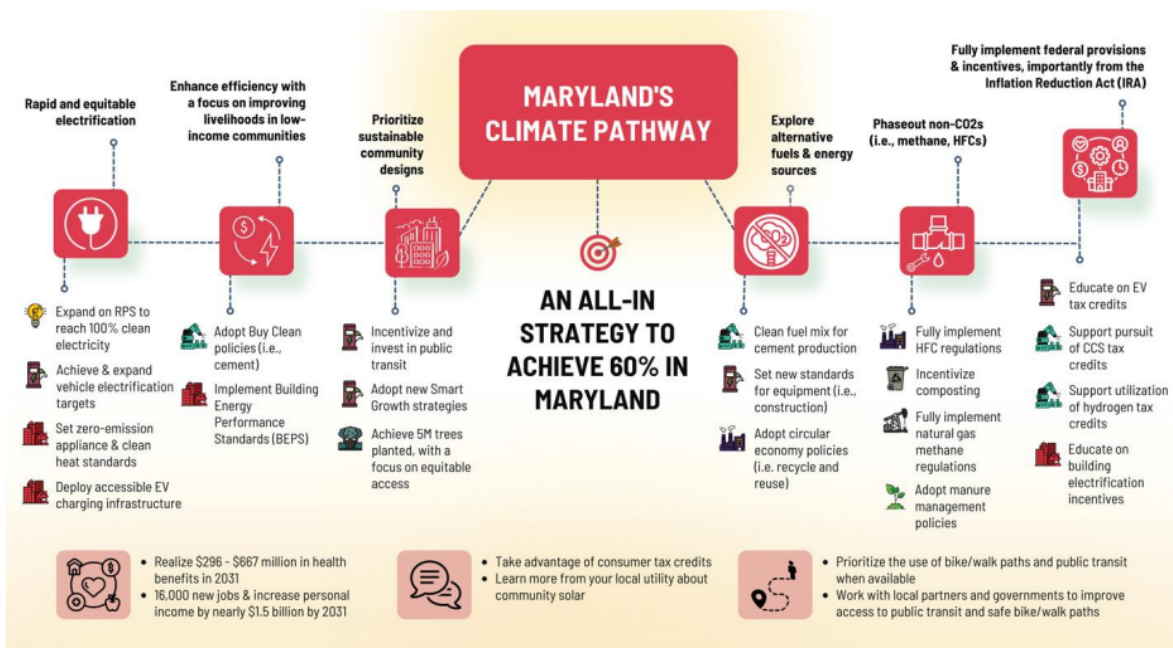 MARYLAND'S
CLIMATE PATHWAY
AN ALL-IN
STRATEGY TO
ACHIEVE 60% IN
MARYLAND
Rapid and equitable
electrification
Expand on RPS to
reach 100% clean
electricity
Achieve & expand
vehicle electrification
targets
Set zero-emission
appliance & clean
heat standards
Deploy accessible EV
charging infrastructure
Enhance efficiency with
a focus on improving
livelihoods in low-
income communities
$
Adopt Buy Clean
policies (i.e.,
cement)
Implement Building
Energy
Performance
Standards (BEPS)
Prioritize
sustainable
community
designs
Incentivize and
invest in public
transit
Adopt new Smart
Growth strategies
Achieve 5M trees
planted, with a
focus on equitable
access
Explore
alternative
fuels & energy
sources
CO2
Clean fuel mix for
cement production
Set new standards
for equipment (i.e.,
construction)
Adopt circular
economy policies
(i.e. recycle and
reuse)
Phaseout non-CO2s
(i.e., methane, HFCs)
Fully implement
HFC regulations
Incentivize
composting
Fully implement
natural gas
methane
regulations
Adopt manure
management
policies
Fully implement federal provisions
& incentives, importantly from the
Inflation Reduction Act (IRA)
$
Educate on EV
tax credits
Support pursuit
of CCS tax
credits
Support utilization
of hydrogen tax
credits
Educate on
building
electrification
incentives
$
• Realize $296 - $667 million in health
benefits in 2031
• 16,000 new jobs & increase personal
income by nearly $1.5 billion by 2031
• Take advantage of consumer tax credits
• Learn more from your local utility about
community solar
• Prioritize the use of bike/walk paths and public transit
when available
• Work with local partners and governments to improve
access to public transit and safe bike/walk paths